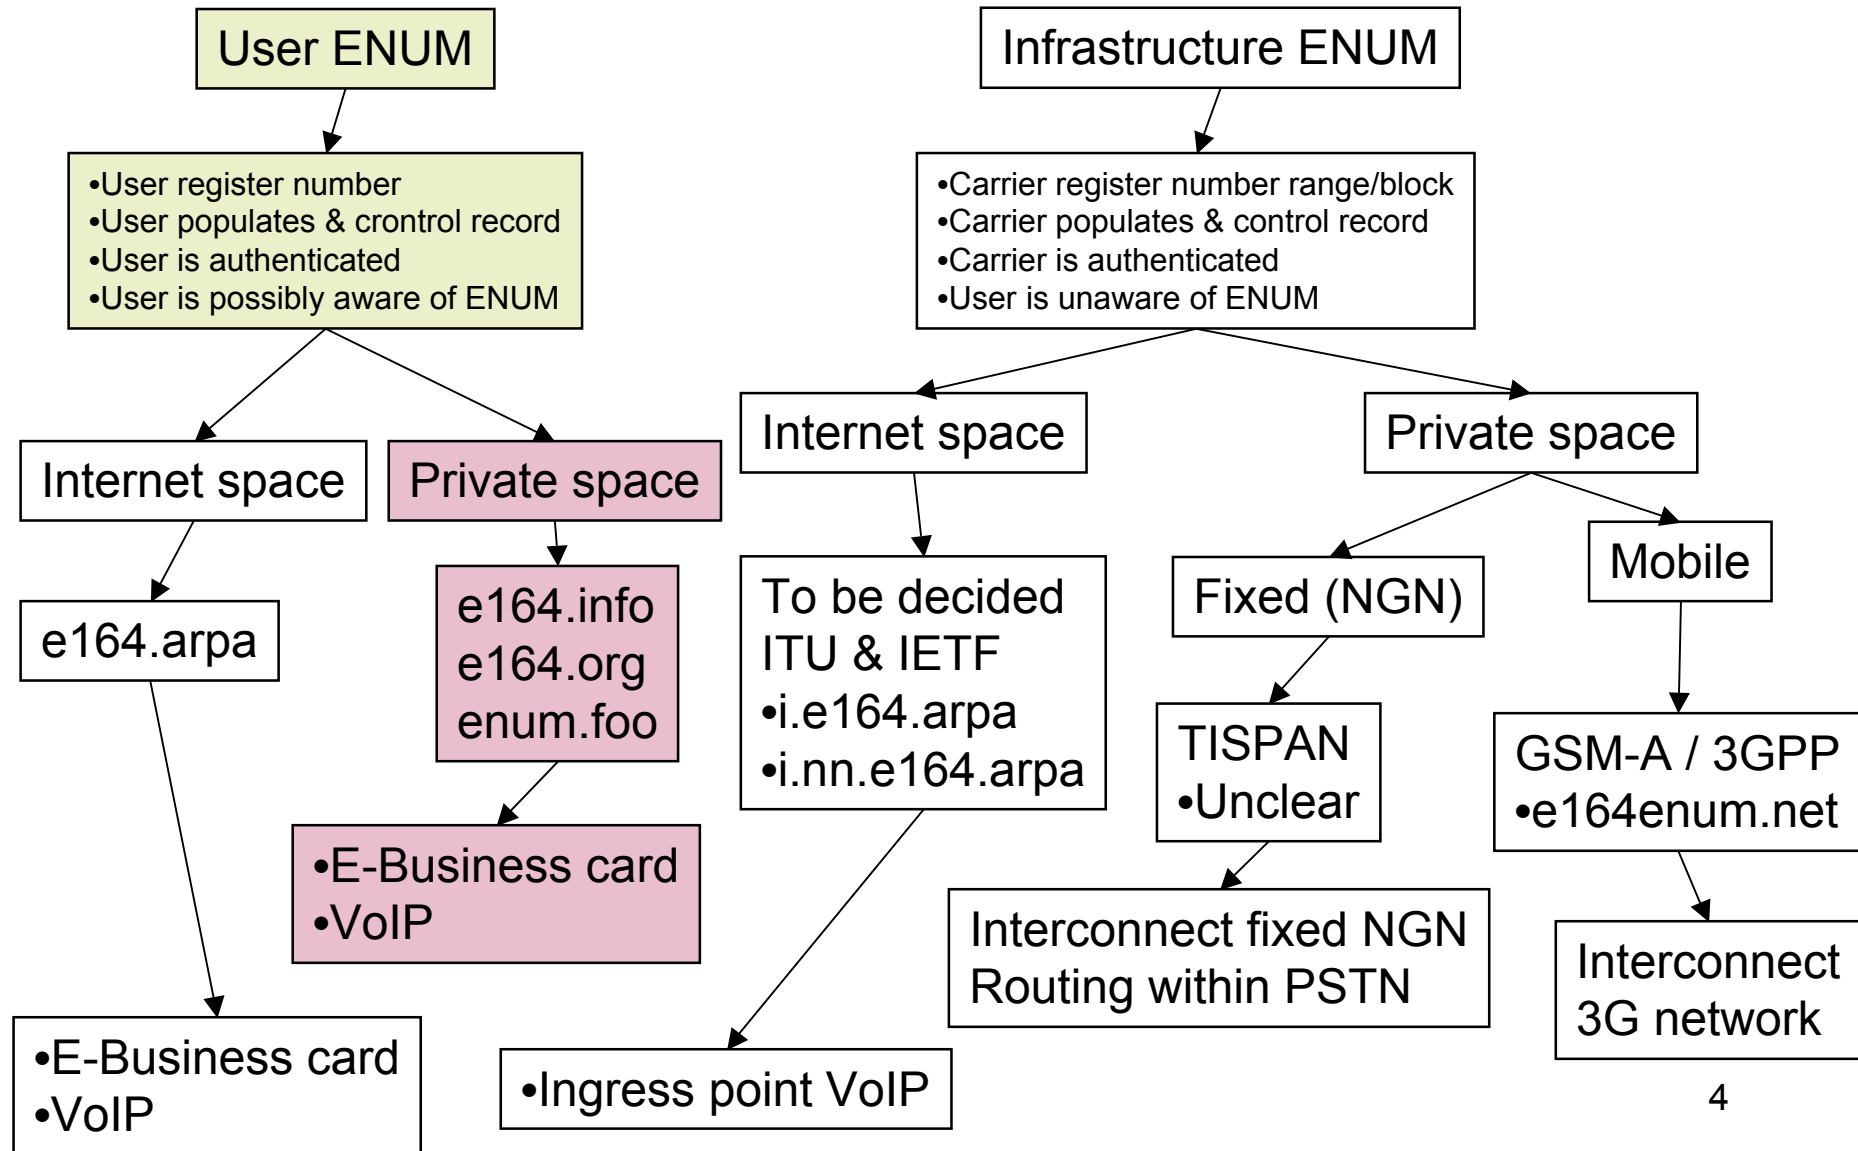 User ENUM
•User register number
•User populates & crontrol record
•User is authenticated
•User is possibly aware of ENUM
Internet space
Private space
e164.arpa
e164.info
e164.org
enum.foo
•E-Business card
•VoIP
•E-Business card
•VoIP
Infrastructure ENUM
•Carrier register number range/block
•Carrier populates & control record
•Carrier is authenticated
•User is unaware of ENUM
Internet space
Private space
To be decided
ITU & IETF
•i.e164.arpa
•i.nn.e164.arpa
•Ingress point VoIP
Fixed (NGN)
TISPAN
•Unclear
Interconnect fixed NGN
Routing within PSTN
Mobile
GSM-A / 3GPP
•e164enum.net
Interconnect
3G network
4